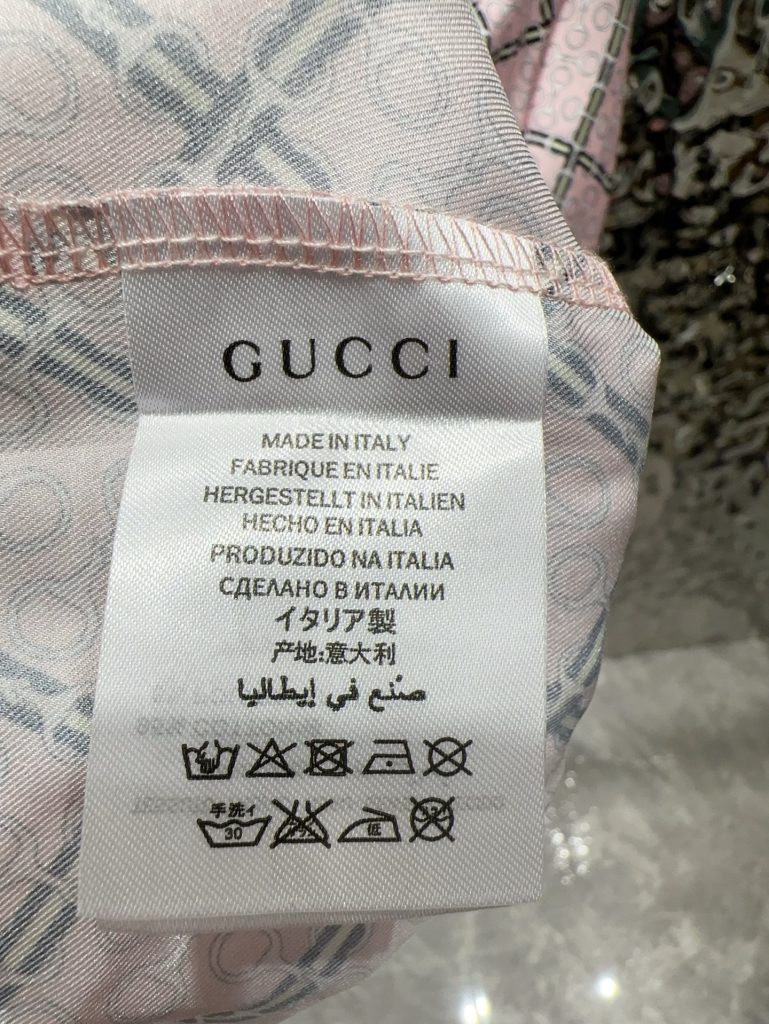 GUCCI
MADE IN ITALY
FABRIQUE EN ITALIE
HERGESTELLT IN ITALIEN
HECHO EN ITALIA
PRODUZIDO NA ITALIA
СДЕЛАНО В ИТАЛИИ
イタリア製
产地:意大利
صنع في إيطاليا
手洗イ
30
低